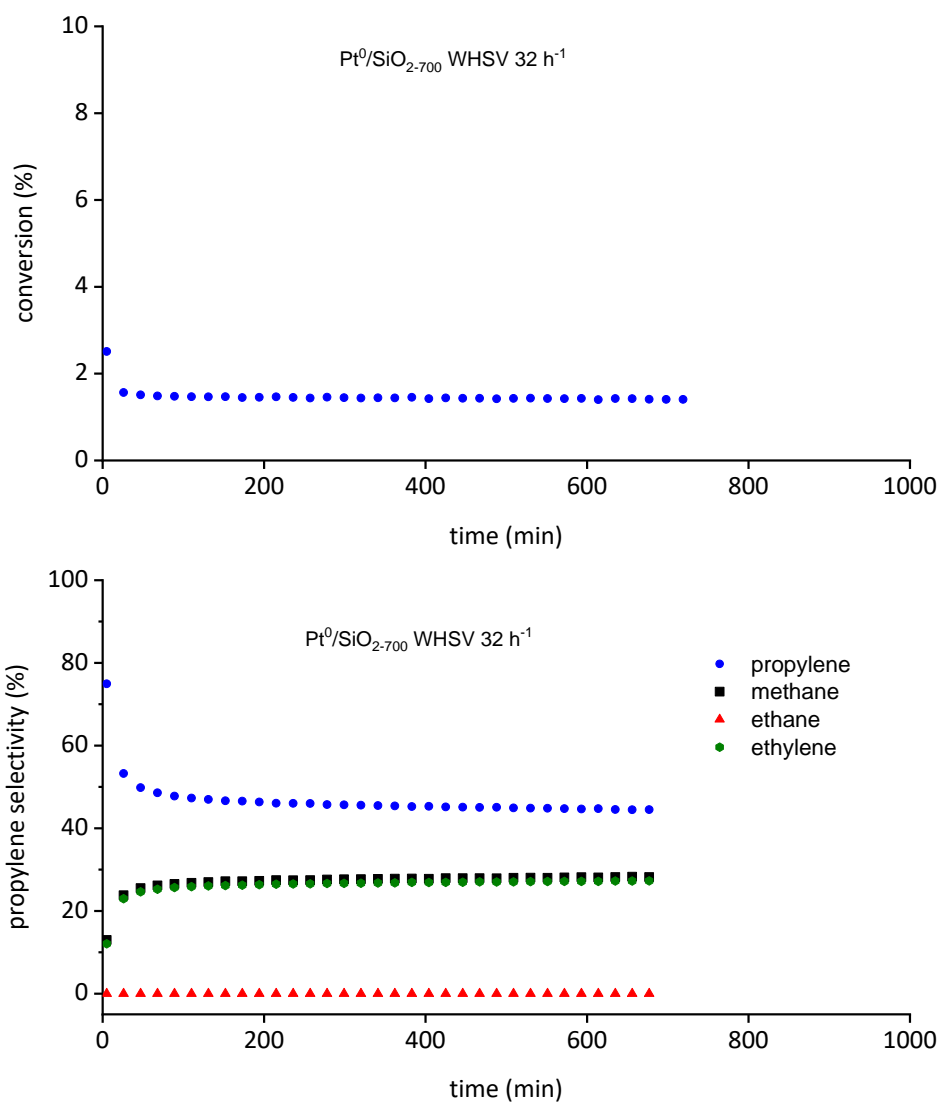 10
Pt⁰/SiO₂₋₇₀₀ WHSV 32 h⁻¹
8
6
4
2
0
conversion (%)
0 200 400 600 800 1000
time (min)
100
Pt⁰/SiO₂₋₇₀₀ WHSV 32 h⁻¹
80
60
40
20
0
propylene selectivity (%)
propylene
methane
ethane
ethylene
0 200 400 600 800 1000
time (min)